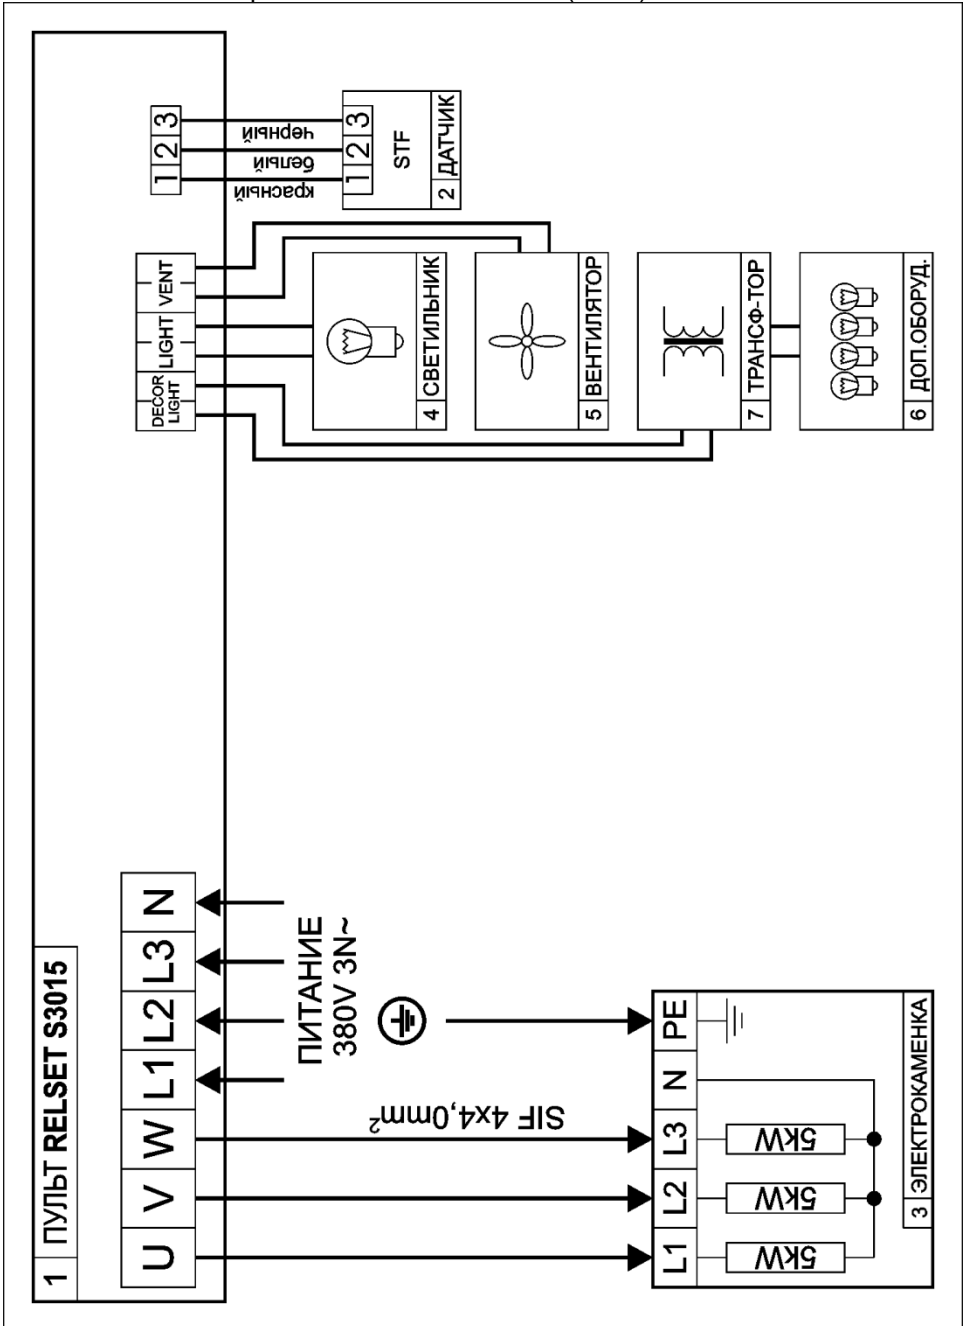 1 ПУЛЬТ RELSET S3015
U V W L1 L2 L3 N
DECOR LIGHT
LIGHT
VENT
1 2 3
ПИТАНИЕ
380V 3N~
SIF 4x4,0mm²
красный
белый
черный
1 2 3
STF
2 ДАТЧИК
4 СВЕТИЛЬНИК
5 ВЕНТИЛЯТОР
7 ТРАНСФ-ТОР
6 ДОП.ОБОРУД.
L1 L2 L3 N PE
5kW
5kW
5kW
3 ЭЛЕКТРОКАМЕНКА